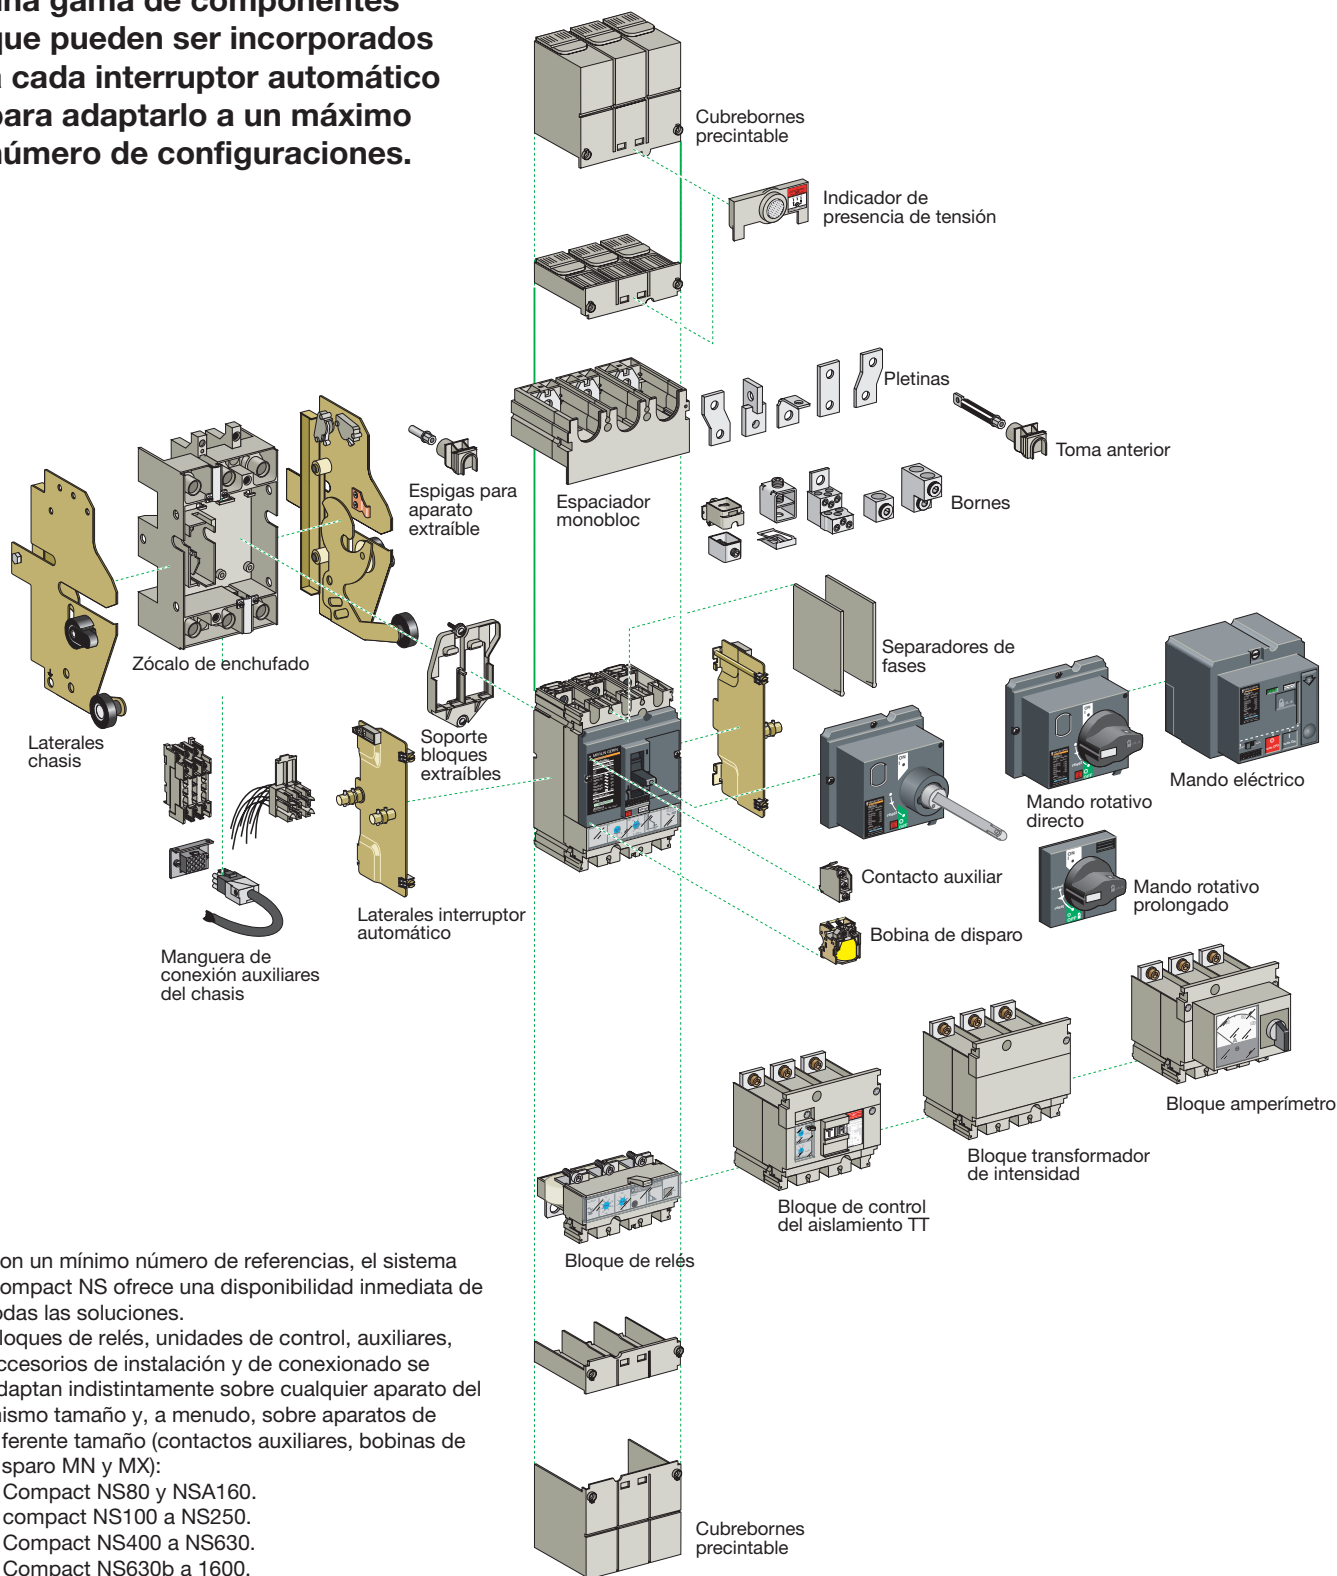 una gama de componentes
que pueden ser incorporados
a cada interruptor automático
para adaptarlo a un máximo
número de configuraciones.
Cubrebornes
precintable
Indicador de
presencia de tensión
Pletinas
Toma anterior
Espigas para
aparato
extraíble
Espaciador
monobloc
Bornes
Zócalo de enchufado
Separadores de
fases
Laterales
chasis
Soporte
bloques
extraíbles
Mando eléctrico
Mando rotativo
directo
Contacto auxiliar
Mando rotativo
prolongado
Laterales interruptor
automático
Bobina de disparo
Manguera de
conexión auxiliares
del chasis
Bloque amperímetro
Bloque transformador
de intensidad
Bloque de control
del aislamiento TT
Bloque de relés
on un mínimo número de referencias, el sistema
ompact NS ofrece una disponibilidad inmediata de
odas las soluciones.
loques de relés, unidades de control, auxiliares,
ccesorios de instalación y de conexionado se
daptan indistintamente sobre cualquier aparato del
mismo tamaño y, a menudo, sobre aparatos de
iferente tamaño (contactos auxiliares, bobinas de
isparo MN y MX):
Compact NS80 y NSA160.
compact NS100 a NS250.
Compact NS400 a NS630.
Compact NS630b a 1600.
Cubrebornes
precintable